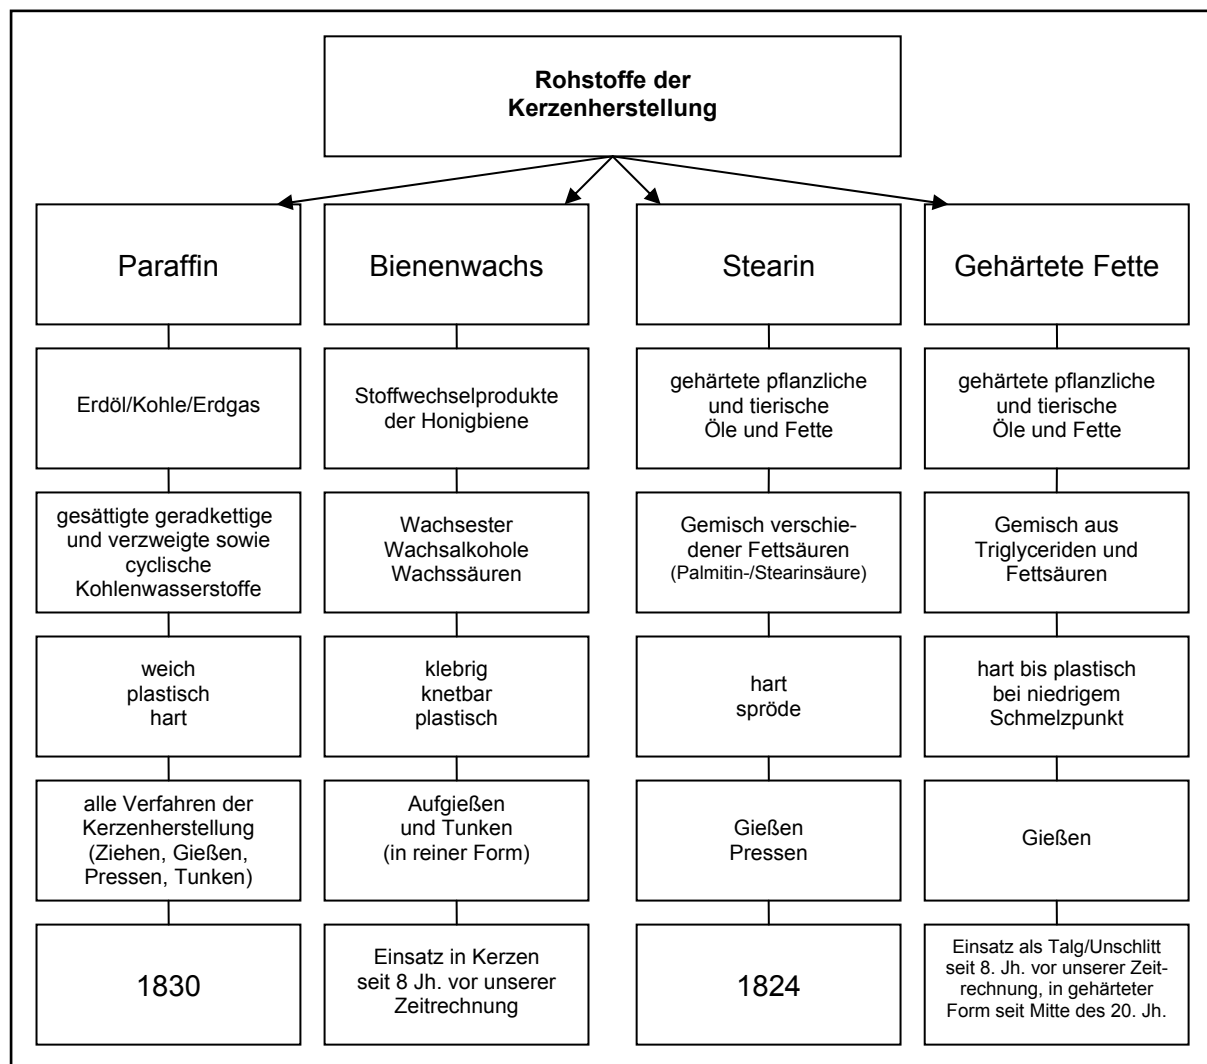 Rohstoffe der
Kerzenherstellung
Paraffin
Bienenwachs
Stearin
Gehärtete Fette
Erdöl/Kohle/Erdgas
Stoffwechselprodukte
der Honigbiene
gehärtete pflanzliche
und tierische
Öle und Fette
gehärtete pflanzliche
und tierische
Öle und Fette
gesättigte geradkettige
und verzweigte sowie
cyclische
Kohlenwasserstoffe
Wachsester
Wachsalkohole
Wachssäuren
Gemisch verschie-
dener Fettsäuren
(Palmitin-/Stearinsäure)
Gemisch aus
Triglyceriden und
Fettsäuren
weich
plastisch
hart
klebrig
knetbar
plastisch
hart
spröde
hart bis plastisch
bei niedrigem
Schmelzpunkt
alle Verfahren der
Kerzenherstellung
(Ziehen, Gießen,
Pressen, Tunken)
Aufgießen
und Tunken
(in reiner Form)
Gießen
Pressen
Gießen
1830
Einsatz in Kerzen
seit 8 Jh. vor unserer
Zeitrechnung
1824
Einsatz als Talg/Unschlitt
seit 8. Jh. vor unserer Zeit-
rechnung, in gehärteter
Form seit Mitte des 20. Jh.